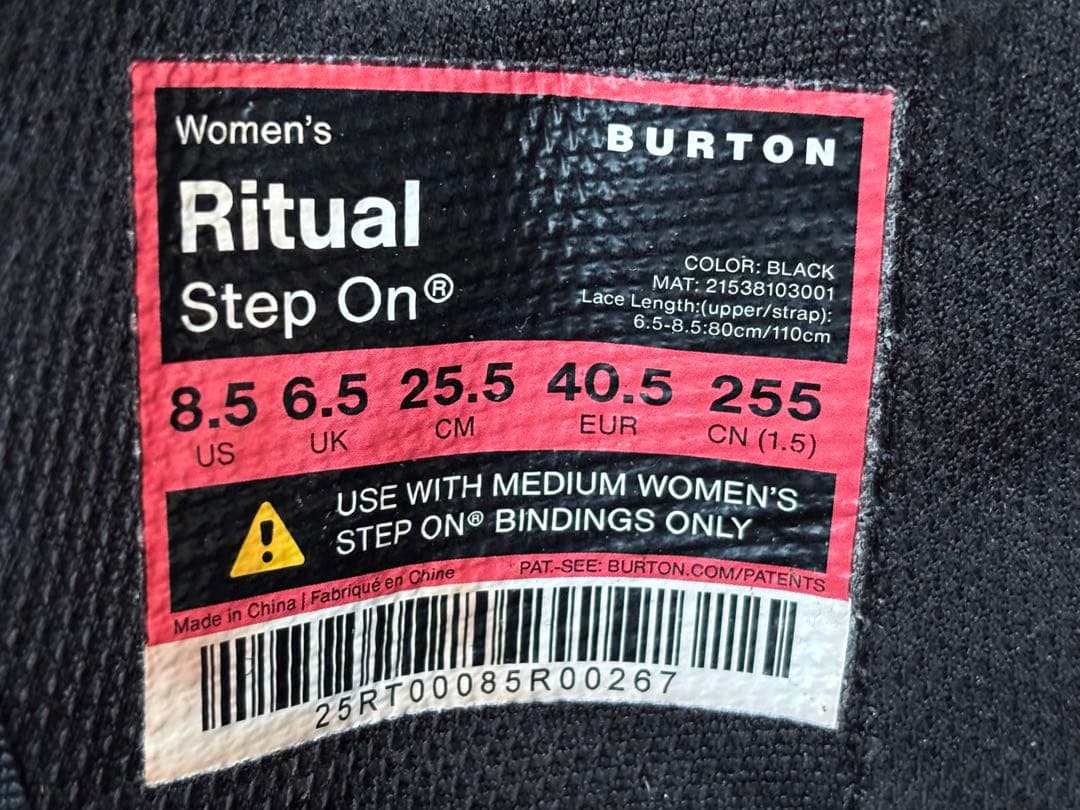 Women's
BURTON
Ritual
Step On®
COLOR: BLACK
MAT: 21538103001
Lace Length:(upper/strap):
6.5-8.5:80cm/110cm
8.5 6.5 25.5 40.5 255
US UK CM EUR CN (1.5)
USE WITH MEDIUM WOMEN'S
STEP ON® BINDINGS ONLY
Made in China | Fabriqué en Chine PAT.-SEE: BURTON.COM/PATENTS
25RT00085R00267